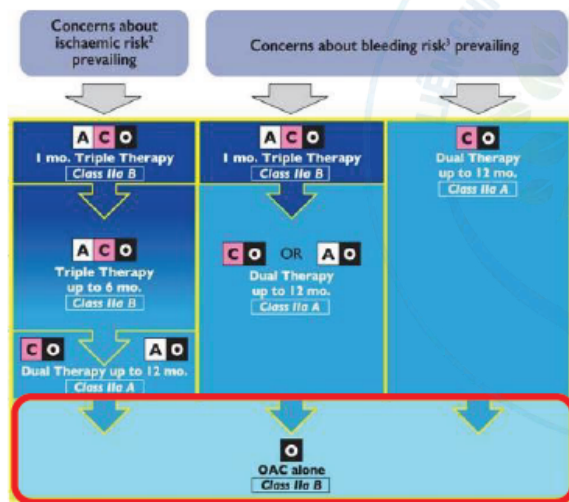 Concerns about
ischaemic risk² 
prevailing
Concerns about bleeding risk³ prevailing
A C O
1 mo. Triple Therapy
Class IIa B
A C O
1 mo. Triple Therapy
Class IIa B
C O
Dual Therapy
up to 12 mo.
Class IIa A
A C O
Triple Therapy
up to 6 mo.
Class IIa B
C O OR A O
Dual Therapy
up to 12 mo.
Class IIa A
C O A O
Dual Therapy up to 12 mo.
Class IIa A
O
OAC alone
Class IIa B